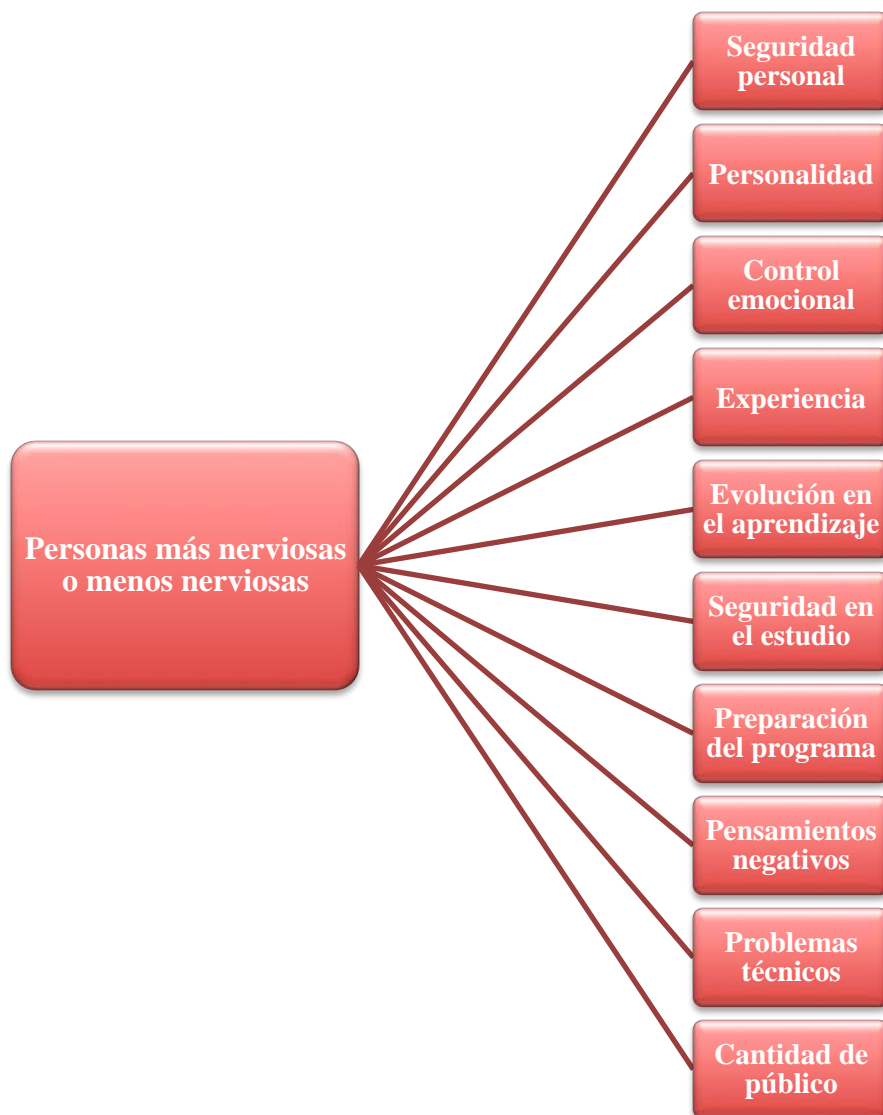 Seguridad
personal
Personalidad
Control
emocional
Experiencia
Personas más nerviosas
o menos nerviosas
Evolución en
el aprendizaje
Seguridad en
el estudio
Preparación
del programa
Pensamientos
negativos
Problemas
técnicos
Cantidad de
público